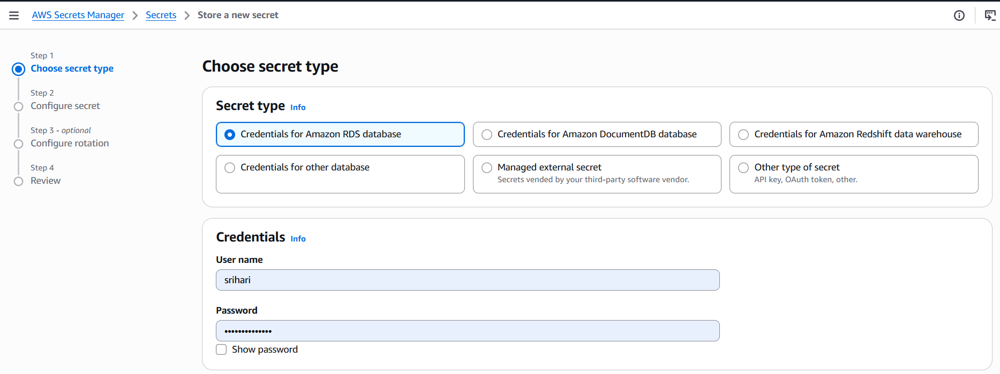 AWS Secrets Manager > Secrets > Store a new secret
Step 1
Choose secret type
Step 2
Configure secret
Step 3 - optional
Configure rotation
Step 4
Review
Choose secret type
Secret type Info
Credentials for Amazon RDS database
Credentials for Amazon DocumentDB database
Credentials for Amazon Redshift data warehouse
Credentials for other database
Managed external secret
Secrets vended by your third-party software vendor.
Other type of secret
API key, OAuth token, other.
Credentials Info
User name
srihari
Password
••••••••••••••
Show password